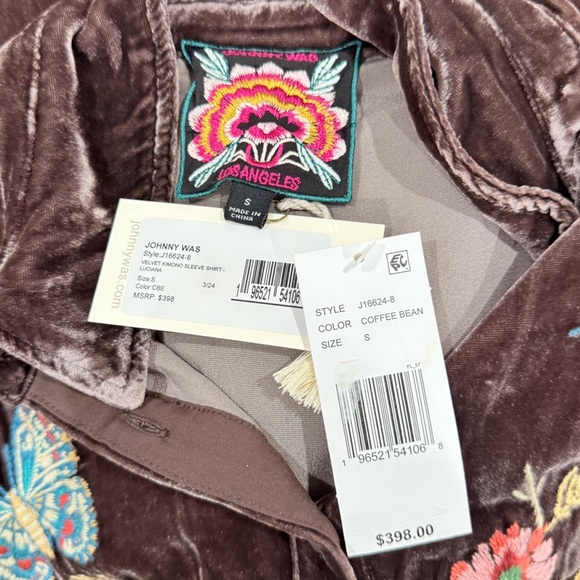 JOHNNY WAS
LOS ANGELES
S
MADE IN
CHINA
johnnywas.com
JOHNNY WAS
Style:J16624-8
VELVET KIMONO SLEEVE SHIRT -
LUCIANA
Size:S
Color:CBE
MSRP: $398
3/24
1 96521 54106
STYLE J16624-8
COLOR COFFEE BEAN
SIZE S
1 96521 54106 8
$398.00